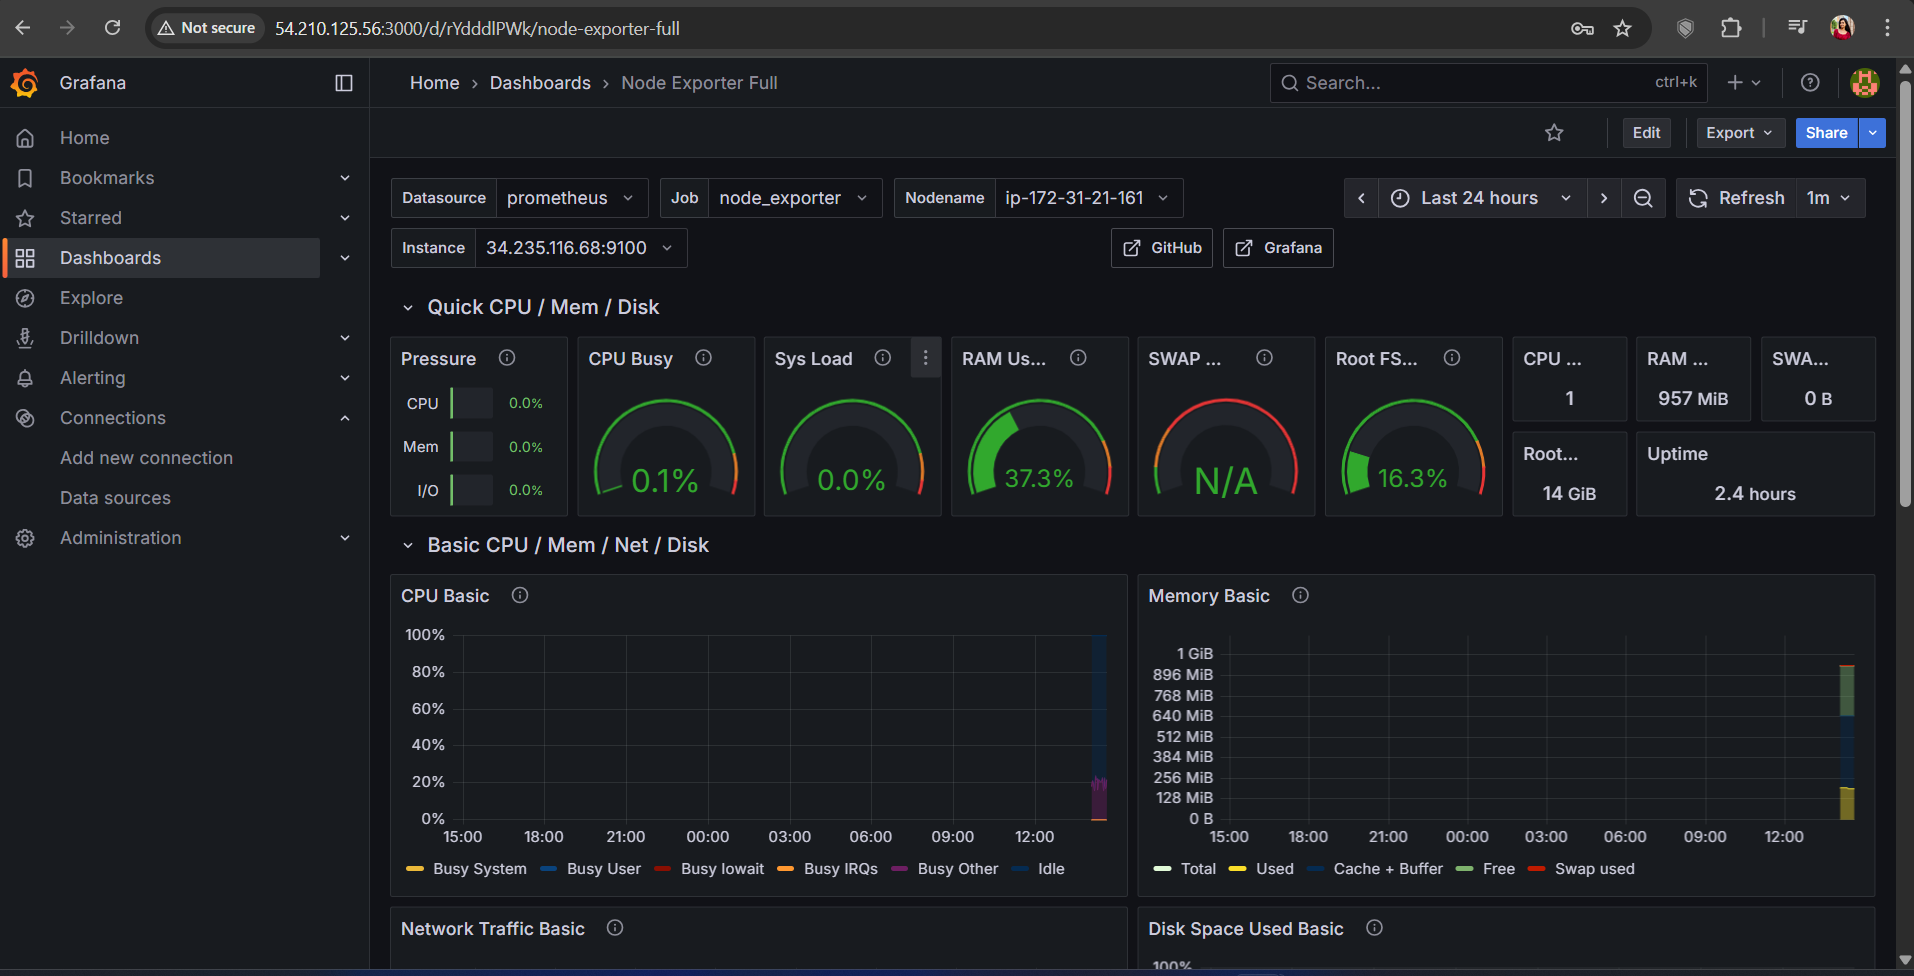 Not secure 54.210.125.56:3000/d/rYdddlPWk/node-exporter-full
Grafana
Home › Dashboards › Node Exporter Full
Search... ctrl+k
Home
Bookmarks
Starred
Dashboards
Explore
Drilldown
Alerting
Connections
Add new connection
Data sources
Administration
Edit Export Share
Datasource prometheus Job node_exporter Nodename ip-172-31-21-161 Last 24 hours Refresh 1m
Instance 34.235.116.68:9100 GitHub Grafana
Quick CPU / Mem / Disk
Pressure
CPU 0.0%
Mem 0.0%
I/O 0.0%
CPU Busy
0.1%
Sys Load
0.0%
RAM Us...
37.3%
SWAP ...
N/A
Root FS...
16.3%
CPU ...
1
RAM ...
957 MiB
SWA...
0 B
Root...
14 GiB
Uptime
2.4 hours
Basic CPU / Mem / Net / Disk
CPU Basic
100%
80%
60%
40%
20%
0%
15:00 18:00 21:00 00:00 03:00 06:00 09:00 12:00
Busy System Busy User Busy Iowait Busy IRQs Busy Other Idle
Memory Basic
1 GiB
896 MiB
768 MiB
640 MiB
512 MiB
384 MiB
256 MiB
128 MiB
0 B
15:00 18:00 21:00 00:00 03:00 06:00 09:00 12:00
Total Used Cache + Buffer Free Swap used
Network Traffic Basic
Disk Space Used Basic
100%